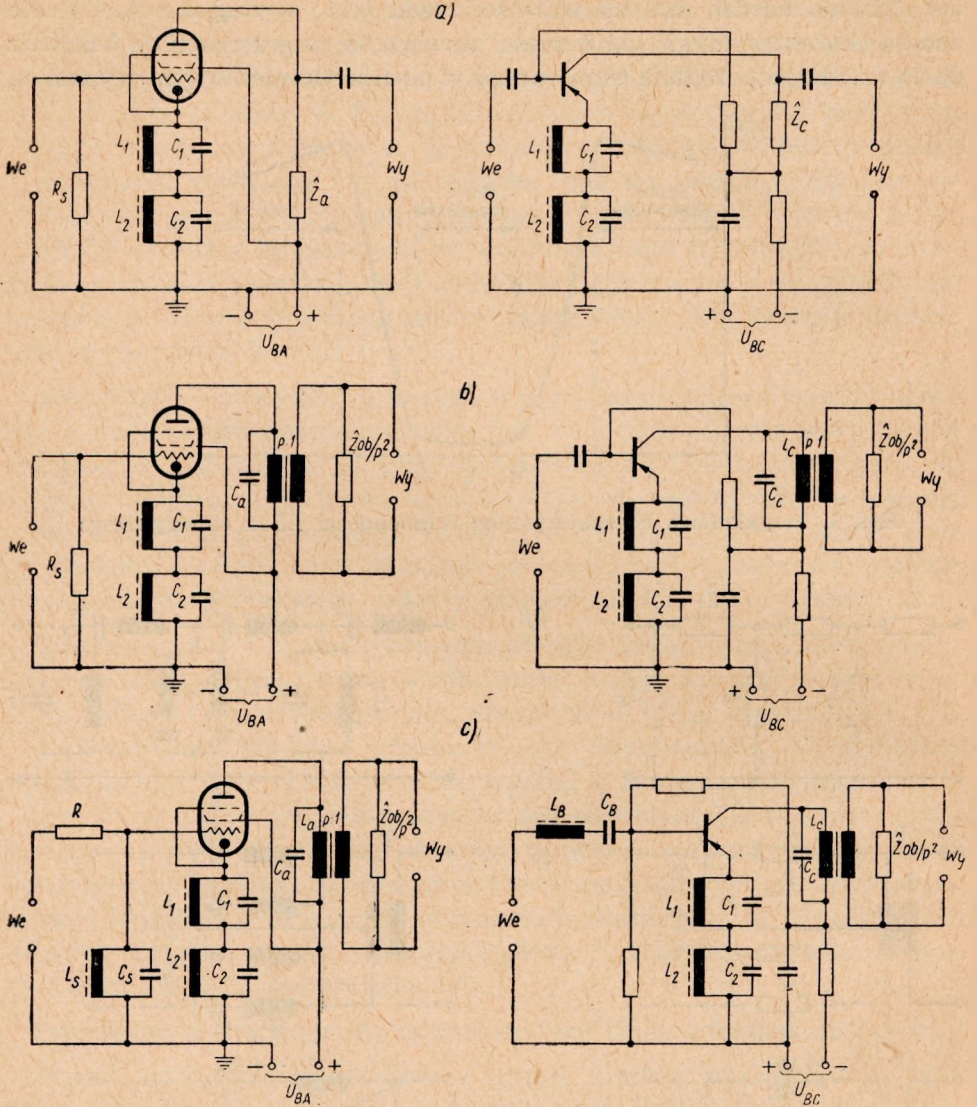 a)
We
R_s
L_1
C_1
L_2
C_2
Ẑ_a
Wy
− +
U_BA
We
L_1
C_1
L_2
C_2
Ẑ_c
Wy
+ −
U_BC
b)
We
R_s
L_1
C_1
L_2
C_2
C_a
p:1
Ẑob/p²
Wy
− +
U_BA
We
L_1
C_1
L_2
C_2
C_c
L_c
p:1
Ẑob/p²
Wy
+ −
U_BC
c)
R
We
L_s
C_s
L_1
C_1
L_2
C_2
C_a
L_a
p:1
Ẑob/p2
Wy
− +
U_BA
L_B
C_B
We
L_1
C_1
L_2
C_2
C_c
L_c
Ẑob/p²
Wy
+ −
U_BC